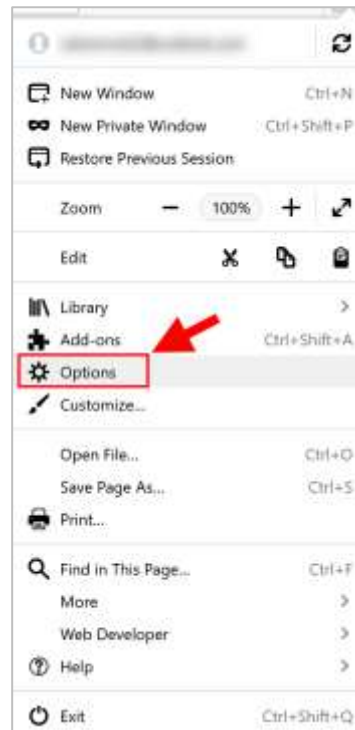 New Window Ctrl+N
New Private Window Ctrl+Shift+P
Restore Previous Session
Zoom 100%
Edit
Library
Add-ons Ctrl+Shift+A
Options
Customize...
Open File... Ctrl+O
Save Page As... Ctrl+S
Print...
Find in This Page... Ctrl+F
More
Web Developer
Help
Exit Ctrl+Shift+Q